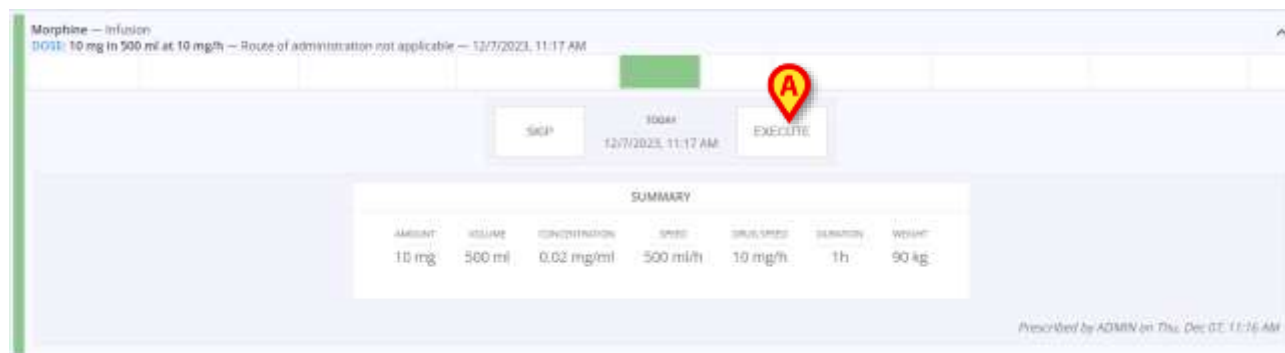 Morphine — Infusion
DOSE: 10 mg in 500 ml at 10 mg/h — Route of administration not applicable — 12/7/2023, 11:17 AM
A
SKIP
TODAY
12/7/2023, 11:17 AM
EXECUTE
SUMMARY
AMOUNT VOLUME CONCENTRATION SPEED DRUG SPEED DURATION WEIGHT
10 mg 500 ml 0.02 mg/ml 500 ml/h 10 mg/h 1h 90 kg
Prescribed by ADMIN on Thu, Dec 07, 11:16 AM